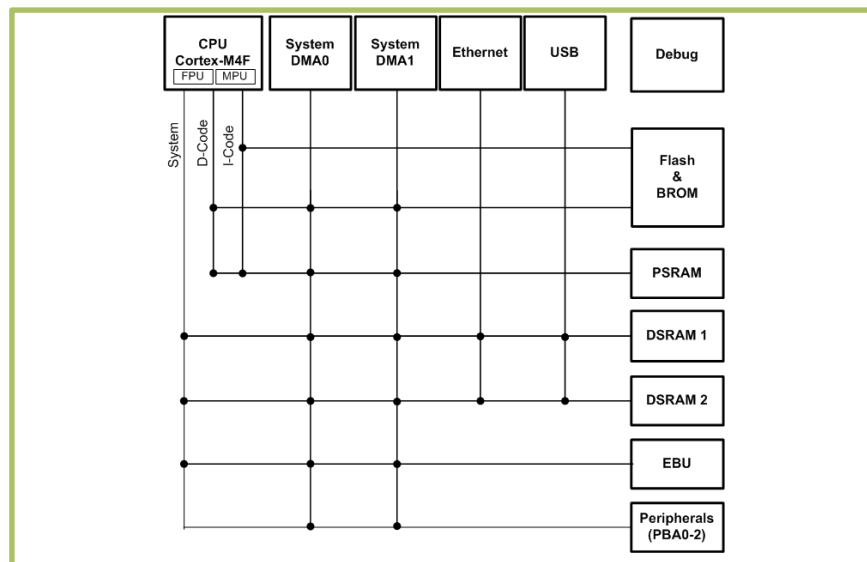 CPU
Cortex-M4F
FPU MPU
System
DMA0
System
DMA1
Ethernet
USB
Debug
System
D-Code
I-Code
Flash
&
BROM
PSRAM
DSRAM 1
DSRAM 2
EBU
Peripherals
(PBA0-2)